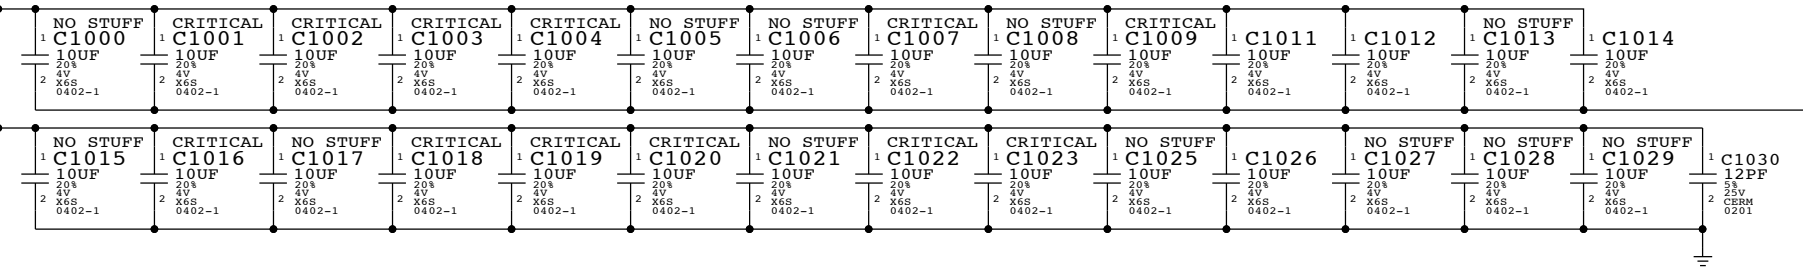 NO STUFF CRITICAL CRITICAL CRITICAL CRITICAL NO STUFF NO STUFF CRITICAL NO STUFF CRITICAL NO STUFF
1 C1000 1 C1001 1 C1002 1 C1003 1 C1004 1 C1005 1 C1006 1 C1007 1 C1008 1 C1009 1 C1011 1 C1012 1 C1013 1 C1014
10UF 10UF 10UF 10UF 10UF 10UF 10UF 10UF 10UF 10UF 10UF 10UF 10UF 10UF
20% 20% 20% 20% 20% 20% 20% 20% 20% 20% 20% 20% 20% 20%
2 4V 2 4V 2 4V 2 4V 2 4V 2 4V 2 4V 2 4V 2 4V 2 4V 2 4V 2 4V 2 4V 2 4V
X6S X6S X6S X6S X6S X6S X6S X6S X6S X6S X6S X6S X6S X6S
0402-1 0402-1 0402-1 0402-1 0402-1 0402-1 0402-1 0402-1 0402-1 0402-1 0402-1 0402-1 0402-1 0402-1
NO STUFF CRITICAL NO STUFF CRITICAL CRITICAL CRITICAL NO STUFF CRITICAL CRITICAL NO STUFF NO STUFF NO STUFF NO STUFF
1 C1015 1 C1016 1 C1017 1 C1018 1 C1019 1 C1020 1 C1021 1 C1022 1 C1023 1 C1025 1 C1026 1 C1027 1 C1028 1 C1029 1 C1030
10UF 10UF 10UF 10UF 10UF 10UF 10UF 10UF 10UF 10UF 10UF 10UF 10UF 10UF 12PF
20% 20% 20% 20% 20% 20% 20% 20% 20% 20% 20% 20% 20% 20% 5%
2 4V 2 4V 2 4V 2 4V 2 4V 2 4V 2 4V 2 4V 2 4V 2 4V 2 4V 2 4V 2 4V 2 4V 2 25V
X6S X6S X6S X6S X6S X6S X6S X6S X6S X6S X6S X6S X6S X6S CERM
0402-1 0402-1 0402-1 0402-1 0402-1 0402-1 0402-1 0402-1 0402-1 0402-1 0402-1 0402-1 0402-1 0402-1 0201